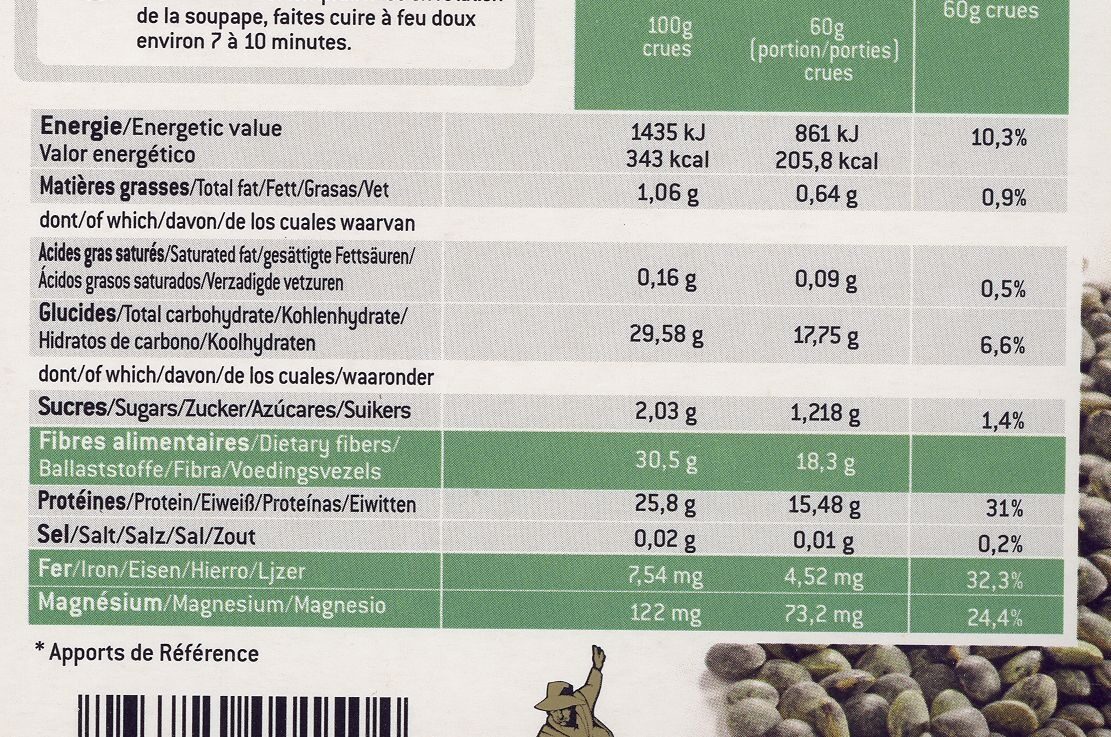 de la soupape, faites cuire à feu doux
environ 7 à 10 minutes.
100g
crues
60g
(portion/porties)
crues
60g crues
Energie/Energetic value
Valor energético
1435 kJ
343 kcal
861 kJ
205,8 kcal
10,3%
Matières grasses/Total fat/Fett/Grasas/Vet
1,06 g
0,64 g
0,9%
dont/of which/davon/de los cuales waarvan
Acides gras saturés/Saturated fat/gesättigte Fettsäuren/
Ácidos grasos saturados/Verzadigde vetzuren
0,16 g
0,09 g
0,5%
Glucides/Total carbohydrate/Kohlenhydrate/
Hidratos de carbono/Koolhydraten
29,58 g
17,75 g
6,6%
dont/of which/davon/de los cuales/waaronder
Sucres/Sugars/Zucker/Azúcares/Suikers
2,03 g
1,218 g
1,4%
Fibres alimentaires/Dietary fibers/
Ballaststoffe/Fibra/Voedingsvezels
30,5 g
18,3 g
Protéines/Protein/Eiweiß/Proteínas/Eiwitten
25,8 g
15,48 g
31%
Sel/Salt/Salz/Sal/Zout
0,02 g
0,01 g
0,2%
Fer/Iron/Eisen/Hierro/Ljzer
7,54 mg
4,52 mg
32,3%
Magnésium/Magnesium/Magnesio
122 mg
73,2 mg
24,4%
* Apports de Référence